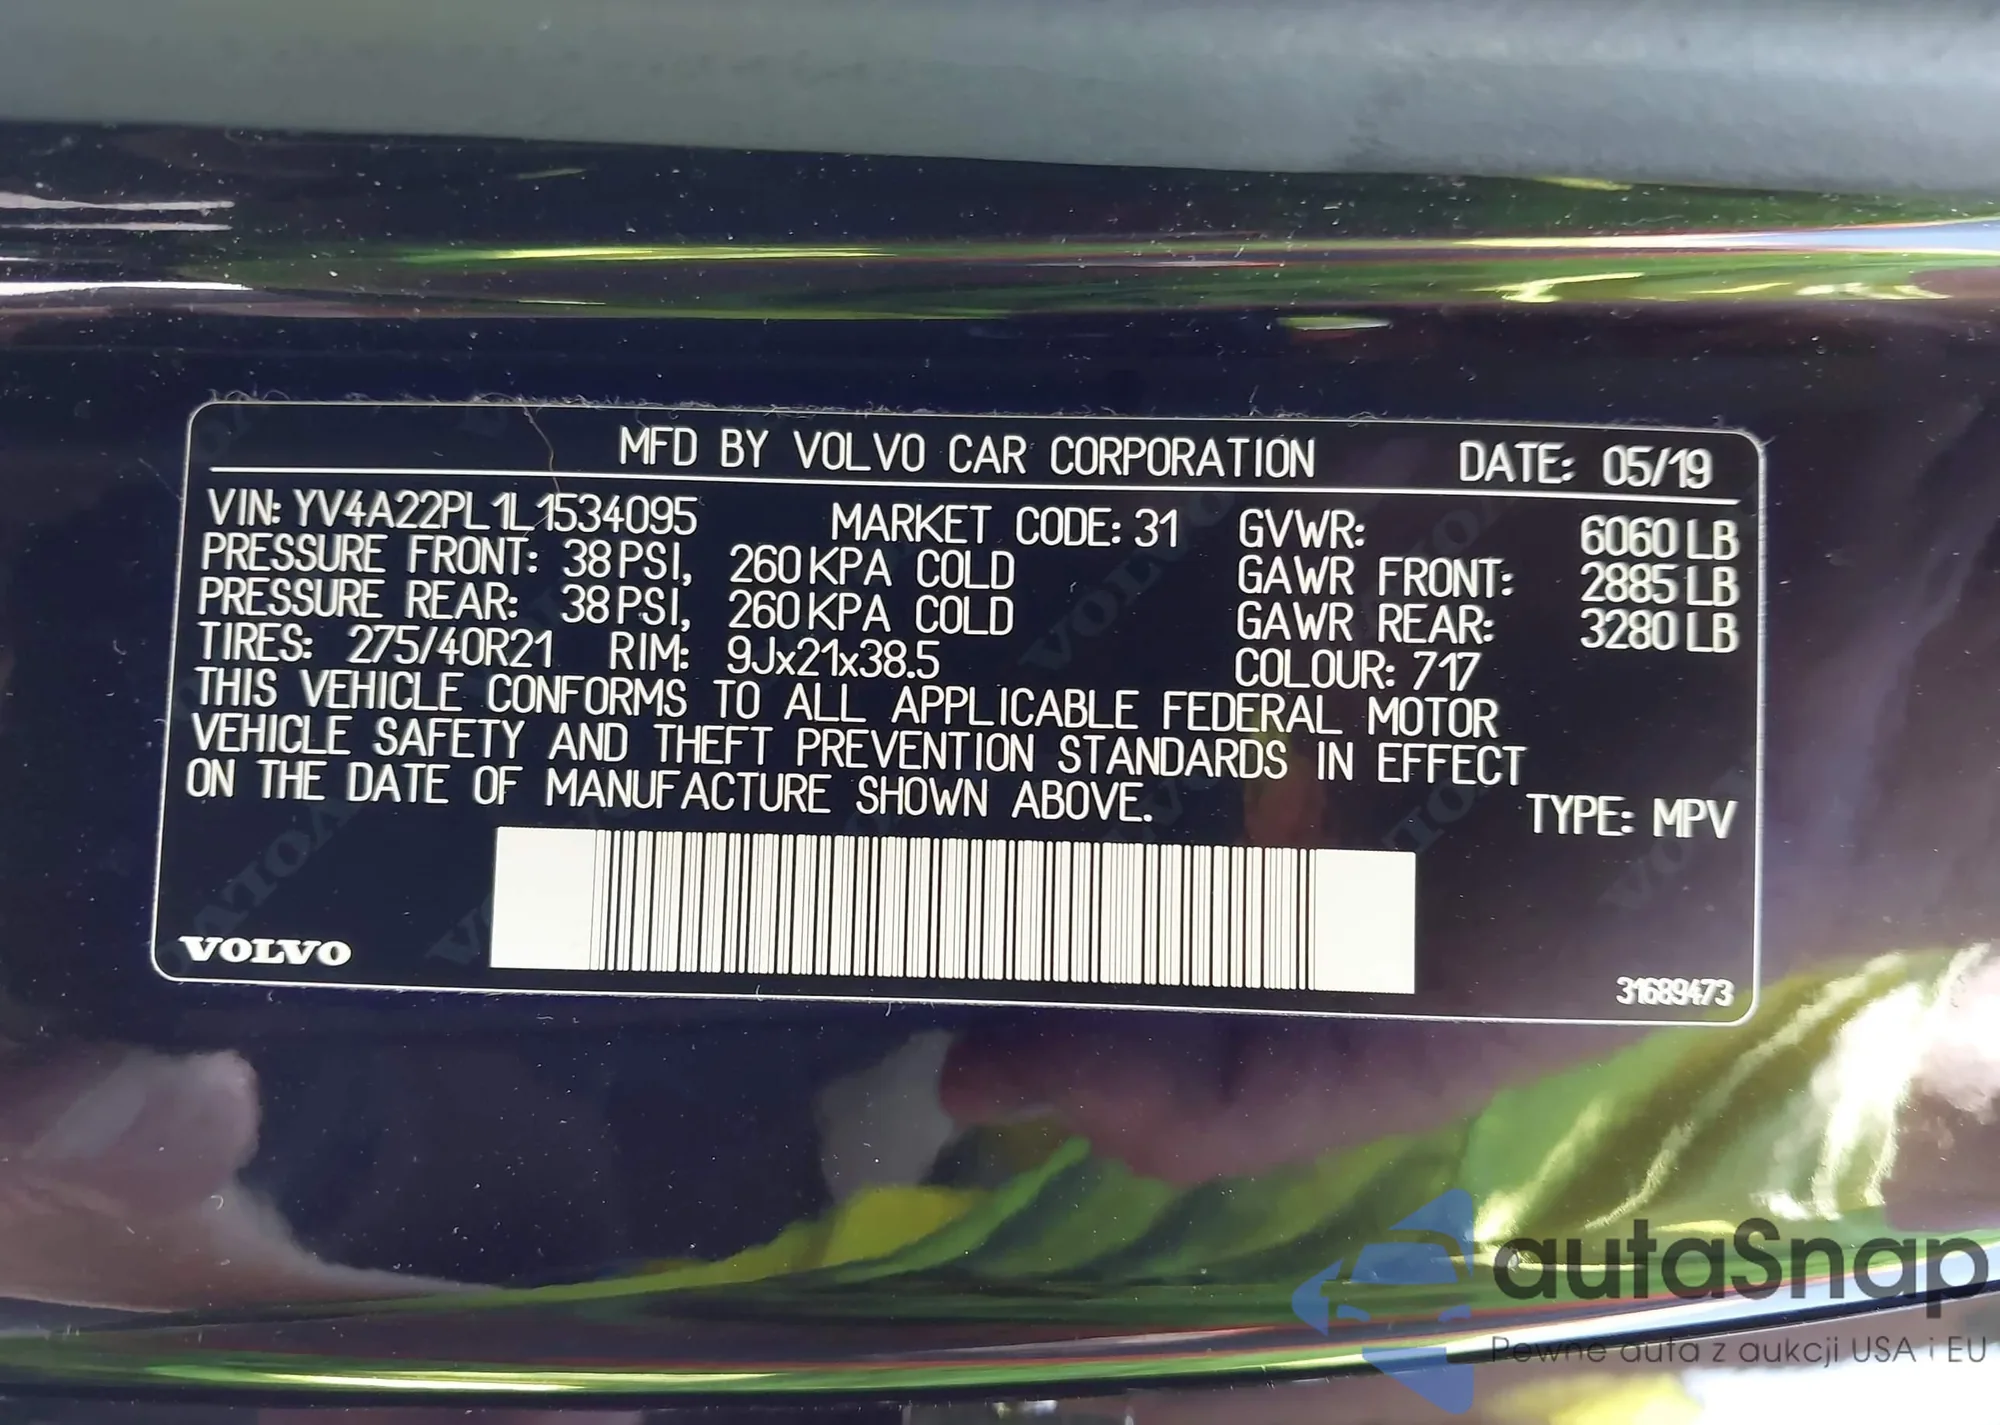 MFD BY VOLVO CAR CORPORATION DATE: 05/19
VIN: YV4A22PL1L1534095 MARKET CODE: 31 GVWR: 6060 LB
PRESSURE FRONT: 38 PSI, 260 KPA COLD GAWR FRONT: 2885 LB
PRESSURE REAR: 38 PSI, 260 KPA COLD GAWR REAR: 3280 LB
TIRES: 275/40R21 RIM: 9Jx21x38.5 COLOUR: 717
THIS VEHICLE CONFORMS TO ALL APPLICABLE FEDERAL MOTOR
VEHICLE SAFETY AND THEFT PREVENTION STANDARDS IN EFFECT
ON THE DATE OF MANUFACTURE SHOWN ABOVE. TYPE: MPV
VOLVO
31689473
autaSnap
Pewne auta z aukcji USA i EU